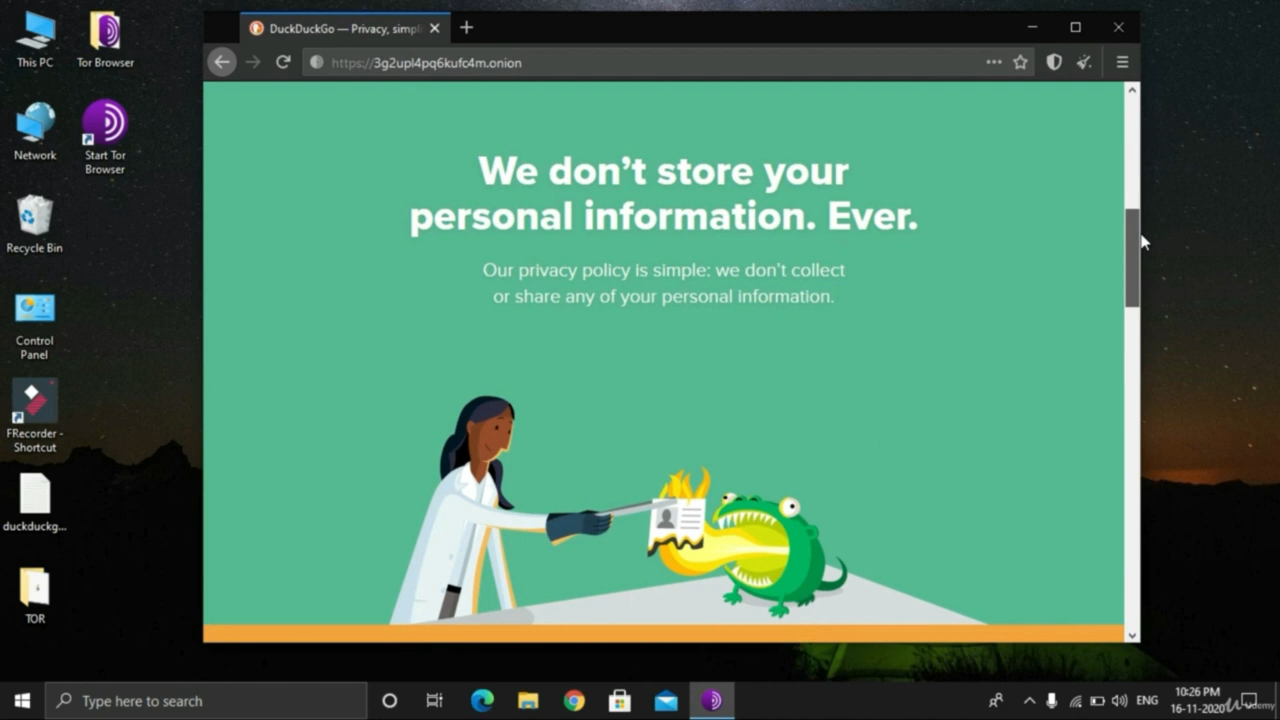 This PC
Tor Browser
Network
Start Tor
Browser
Recycle Bin
Control
Panel
FRecorder -
Shortcut
duckduckg...
TOR
DuckDuckGo — Privacy, simpl
https://3g2upl4pq6kufc4m.onion
We don’t store your
personal information. Ever.
Our privacy policy is simple: we don’t collect
or share any of your personal information.
Type here to search
ENG
10:26 PM
16-11-2020
Udemy